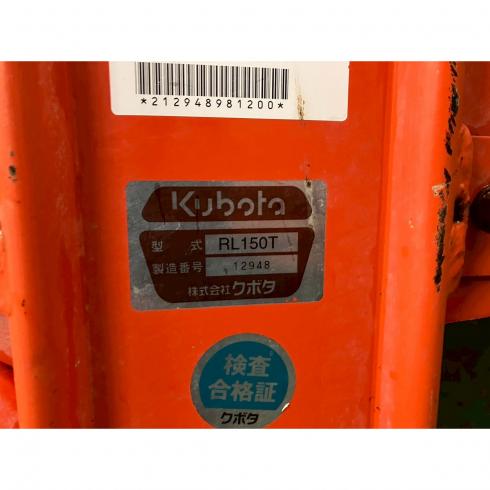 *212948981200*
Kubota
型 式 RL150T
製造番号 12948
株式会社クボタ
検査
合格証
クボタ